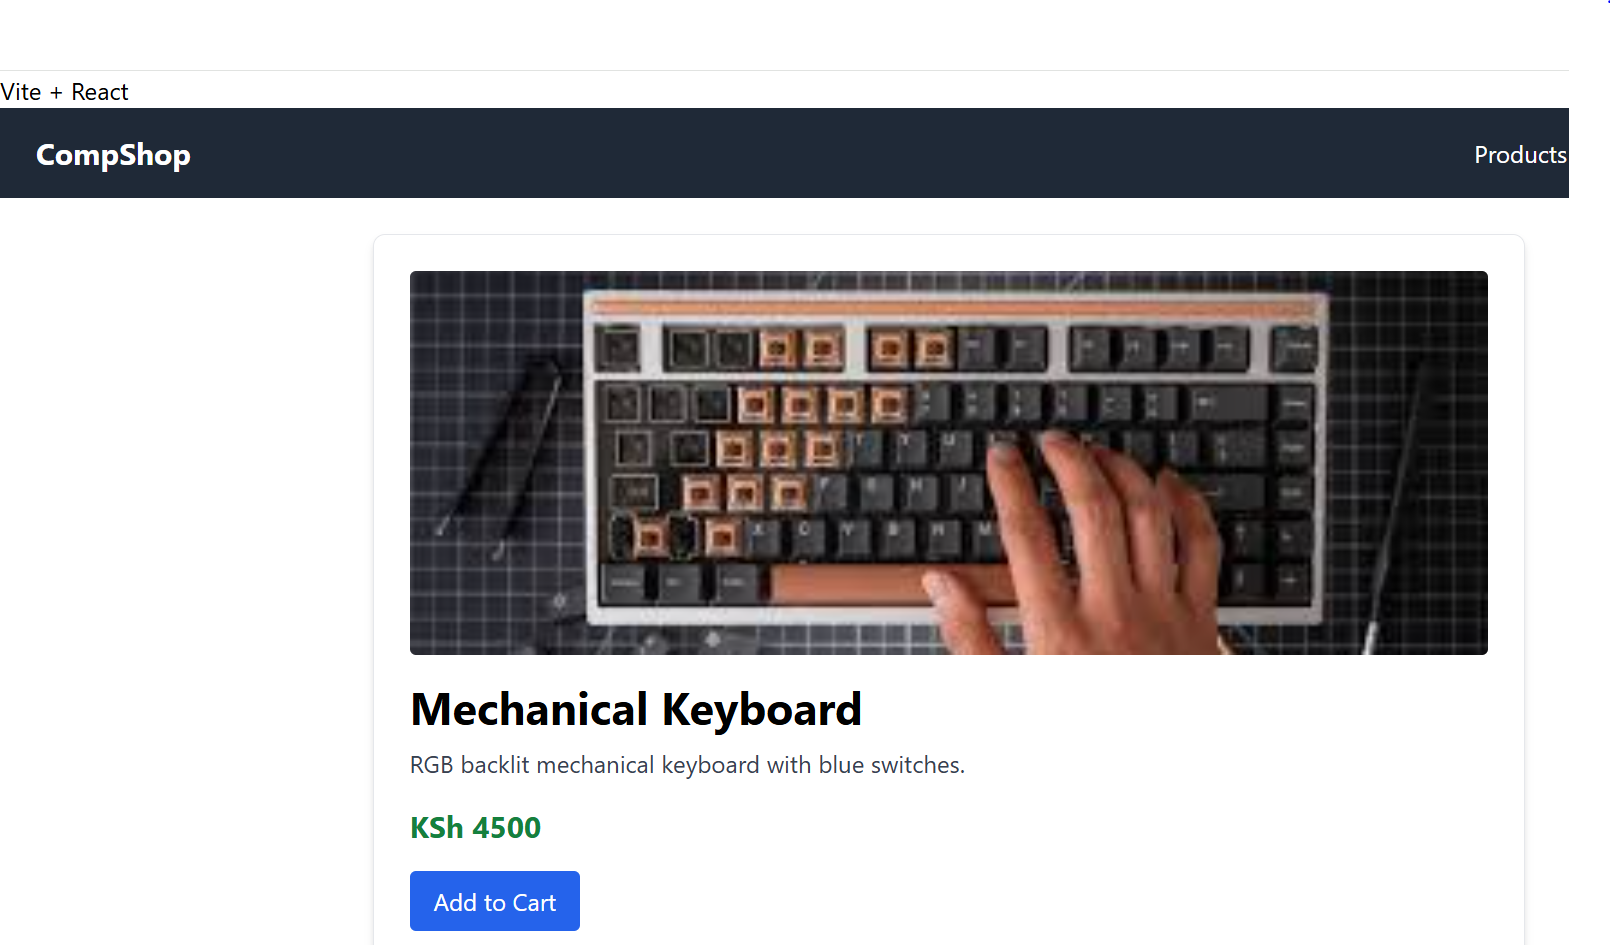 Vite + React
CompShop
Products
Mechanical Keyboard
RGB backlit mechanical keyboard with blue switches.
KSh 4500
Add to Cart